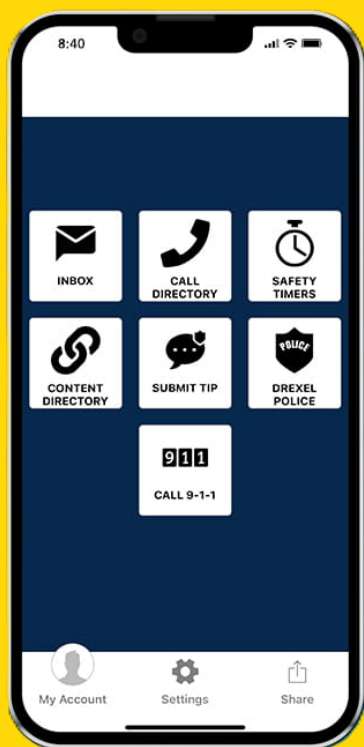 8:40
INBOX
CALL
DIRECTORY
SAFETY
TIMERS
CONTENT
DIRECTORY
SUBMIT TIP
POLICE
DREXEL
POLICE
911
CALL 9-1-1
My Account
Settings
Share